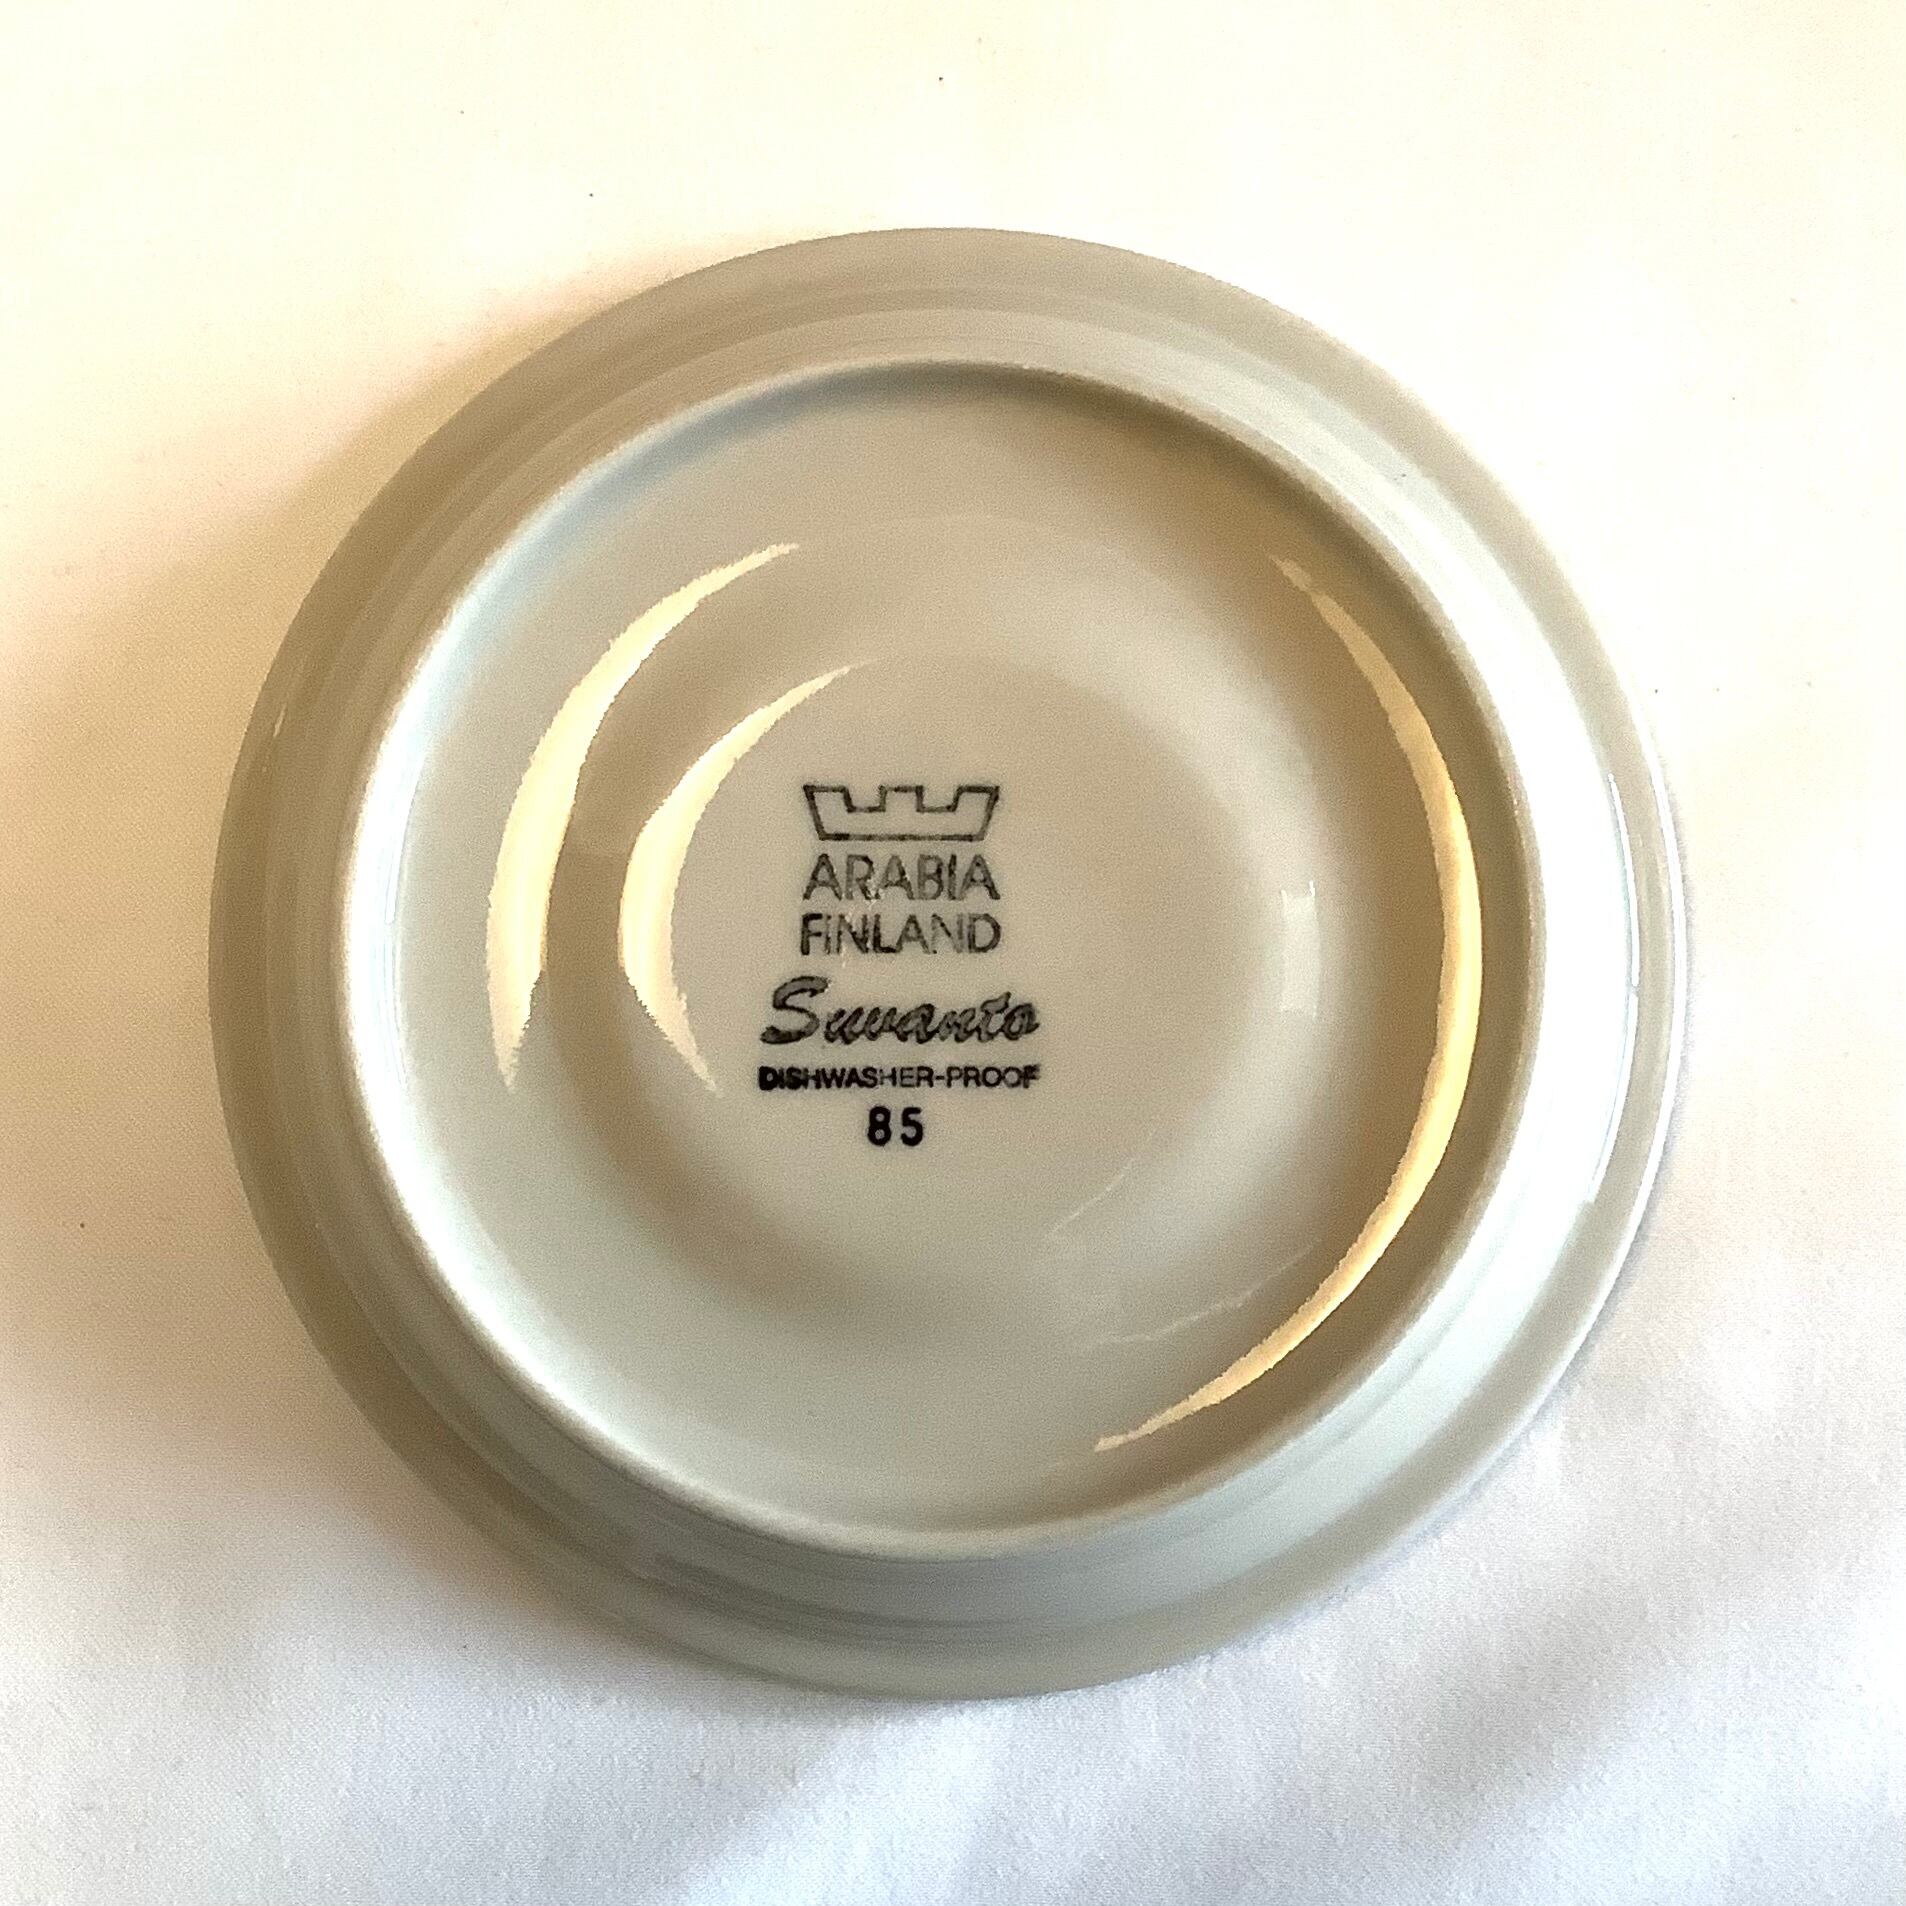 ARABIA
FINLAND
Suvanto
DISHWASHER-PROOF
85